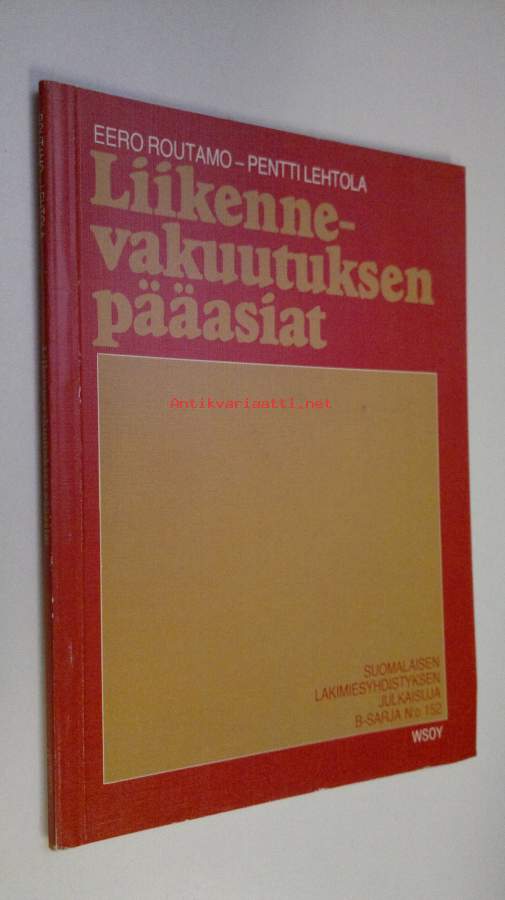 EERO ROUTAMO – PENTTI LEHTOLA
Liikenne-
vakuutuksen
pääasiat
Antikvariaatti.net
SUOMALAISEN
LAKIMIESYHDISTYKSEN
JULKAISUJA
B-SARJA N:o 152
WSOY